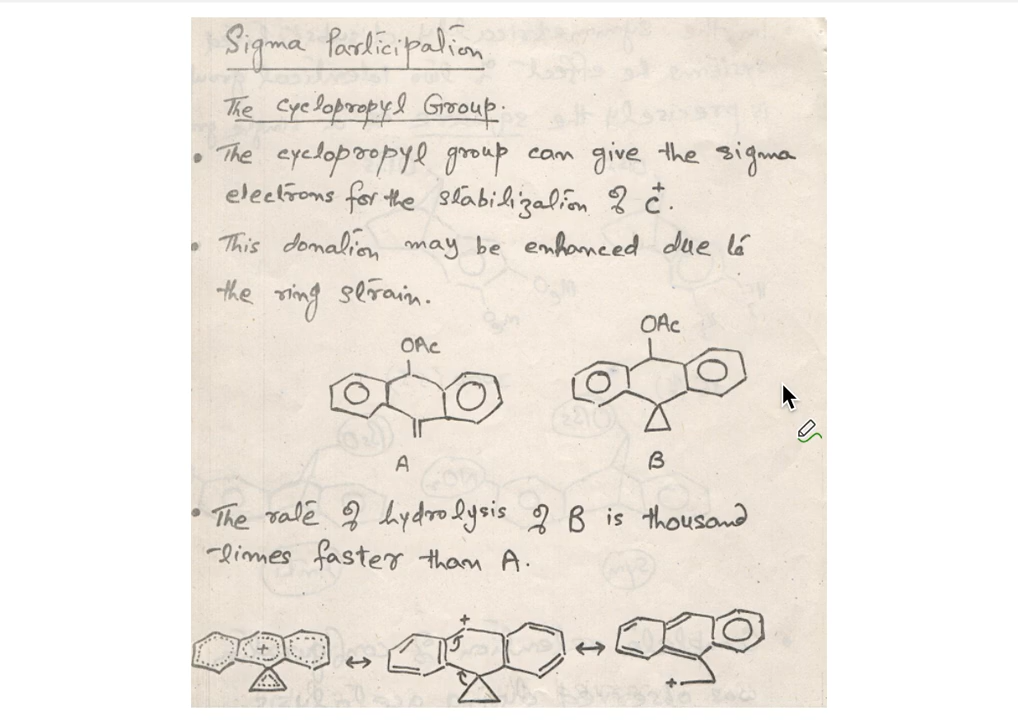 Sigma Participation
The Cyclopropyl Group.
• The cyclopropyl group can give the sigma
electrons for the stabilization of C+.
• This donation may be enhanced due to
the ring strain.
OAc
OAc
A
B
• The rate of hydrolysis of B is thousand
times faster than A.
+
+
+